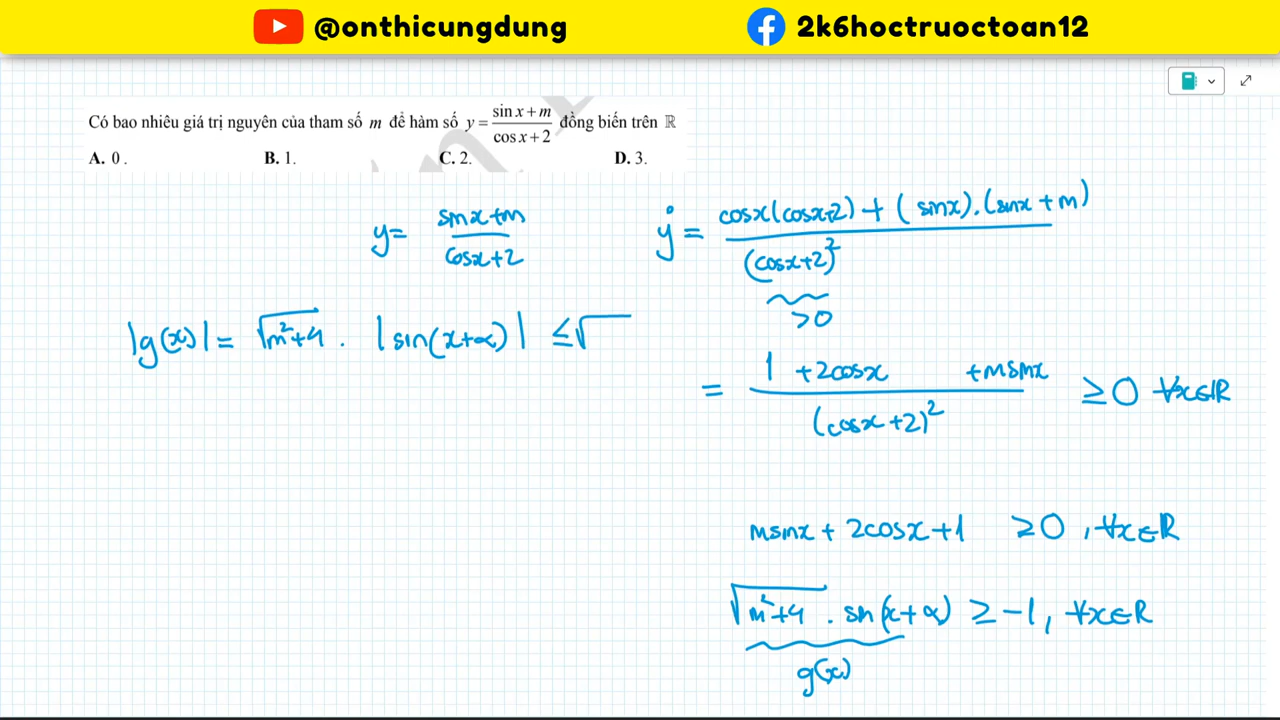 @onthicungdung 2k6hoctruoctoan12
Có bao nhiêu giá trị nguyên của tham số m để hàm số y = (sin x + m)/(cos x + 2) đồng biến trên ℝ
A. 0. B. 1. C. 2. D. 3.
y = (sinx+m)/(cosx+2)
y' = (cosx(cosx+2) + (sinx).(sinx+m))/(cosx+2)²
>0
|g(x)| = √(m²+4) . |sin(x+α)| ≤ √
= (1 +2cosx +msinx)/(cosx+2)² ≥ 0 ∀x∈R
msinx + 2cosx + 1 ≥ 0, ∀x∈R
√(m²+4) . sin(x+α) ≥ -1, ∀x∈R
g(x)